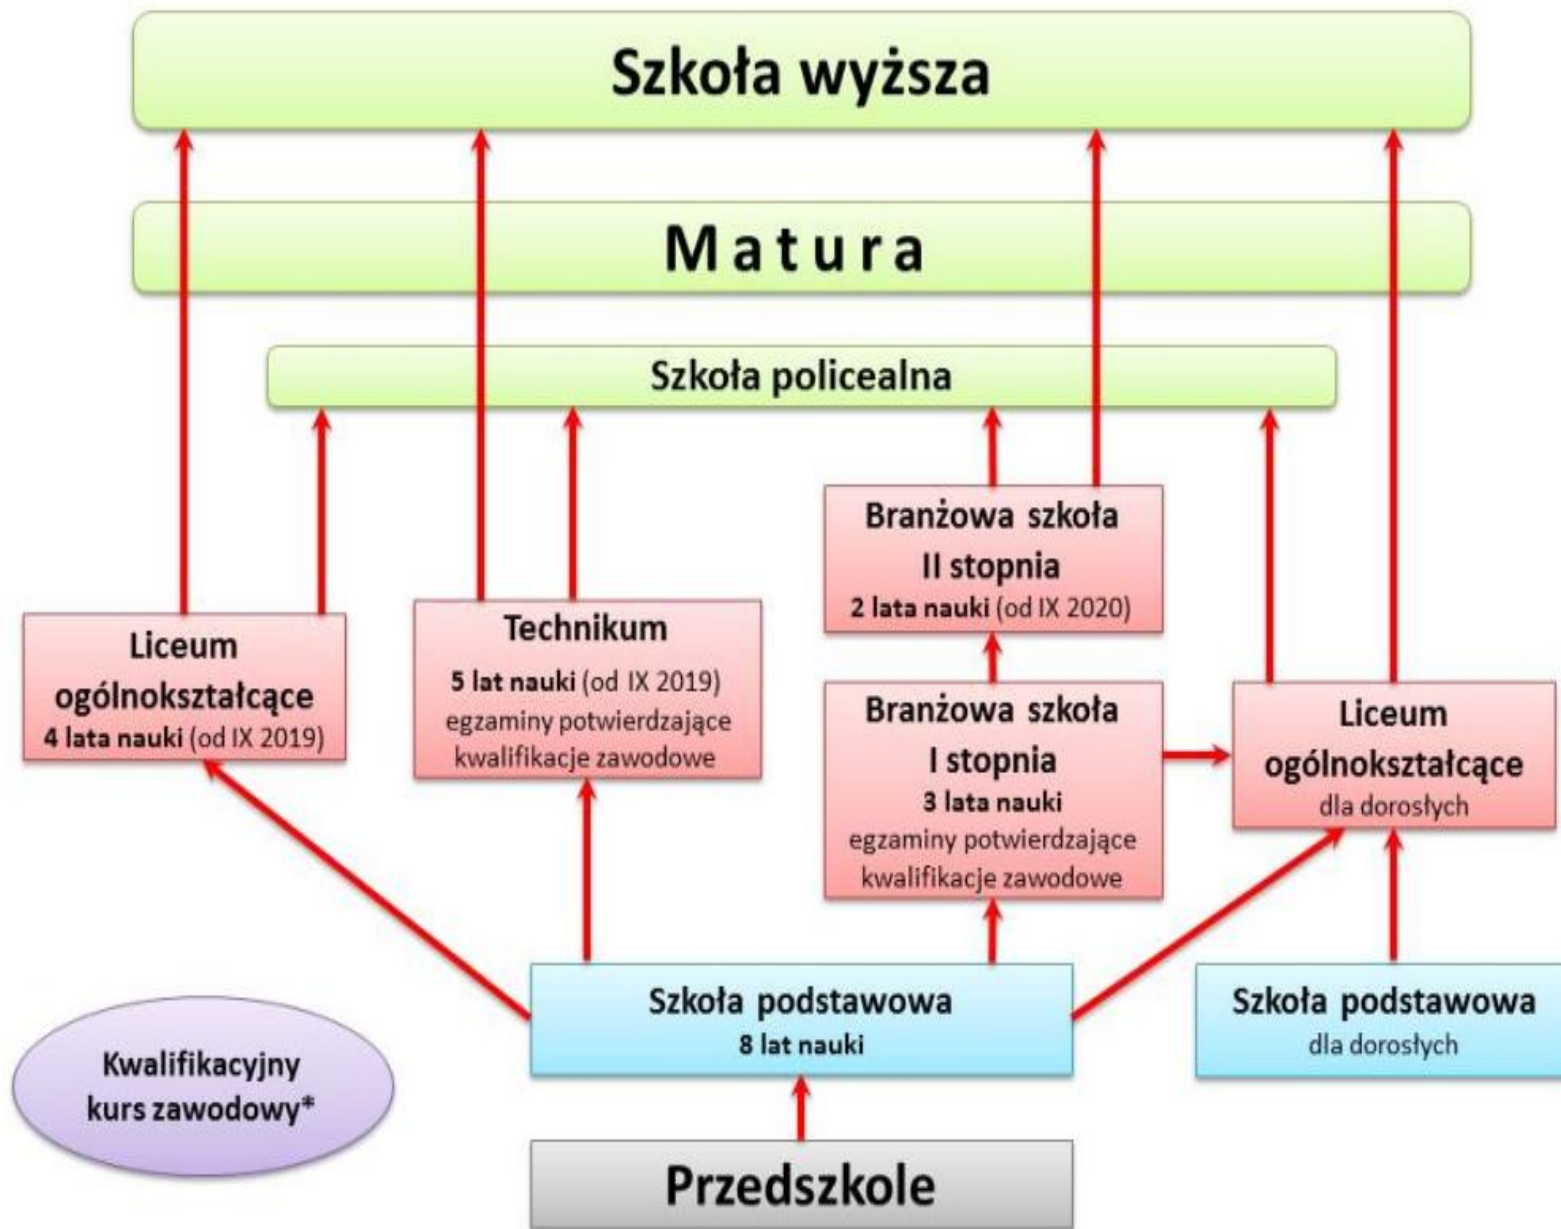 Szkoła wyższa
Matura
Szkoła policealna
Branżowa szkoła
II stopnia
2 lata nauki (od IX 2020)
Liceum
ogólnokształcące
4 lata nauki (od IX 2019)
Technikum
5 lat nauki (od IX 2019)
egzaminy potwierdzające
kwalifikacje zawodowe
Branżowa szkoła
I stopnia
3 lata nauki
egzaminy potwierdzające
kwalifikacje zawodowe
Liceum
ogólnokształcące
dla dorosłych
Szkoła podstawowa
8 lat nauki
Szkoła podstawowa
dla dorosłych
Kwalifikacyjny
kurs zawodowy*
Przedszkole